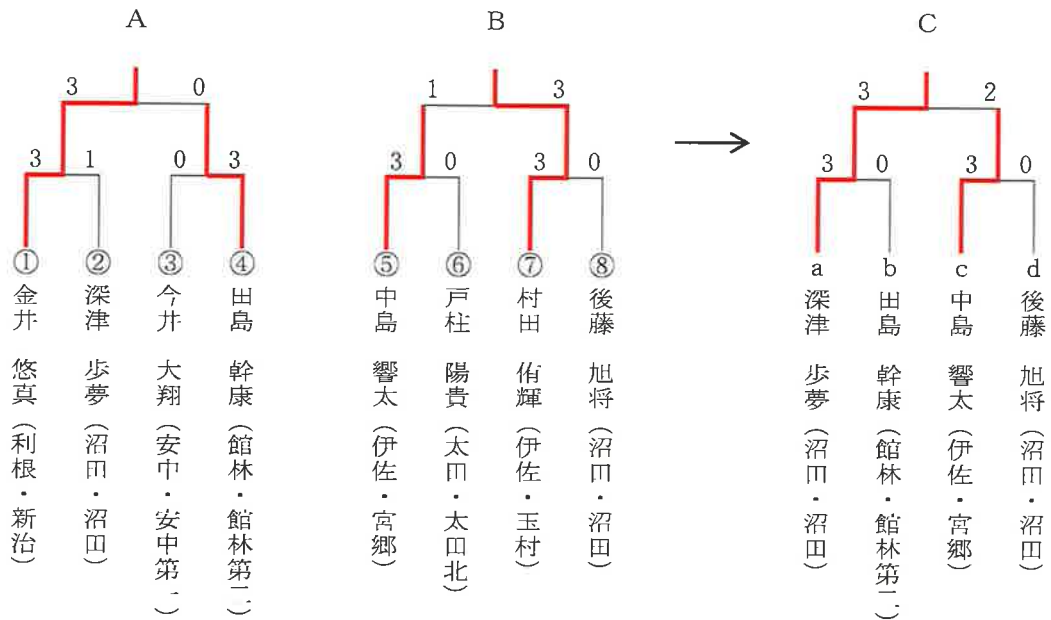 A
3 0
3 1 0 3
① 金井 悠真(利根・新治)
② 深津 歩夢(沼田・沼田)
③ 今井 大翔(安中・安中第一)
④ 田島 幹康(館林・館林第二)
B
1 3
3 0 3 0
⑤ 中島 響太(伊佐・宮郷)
⑥ 戸柱 陽貴(太田・太田北)
⑦ 村田 侑輝(伊佐・玉村)
⑧ 後藤 旭将(沼田・沼田)
C
3 2
3 0 3 0
a 深津 歩夢(沼田・沼田)
b 田島 幹康(館林・館林第二)
c 中島 響太(伊佐・宮郷)
d 後藤 旭将(沼田・沼田)